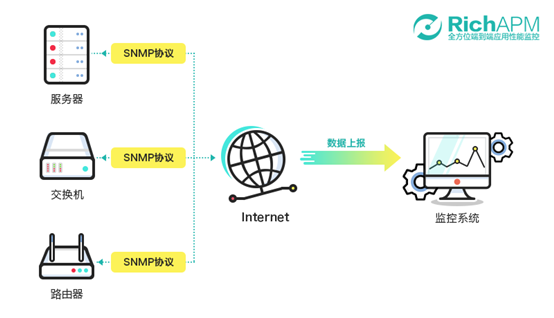 RichAPM
全方位端到端应用性能监控
SNMP协议
服务器
SNMP协议
数据上报
交换机
Internet
监控系统
SNMP协议
路由器